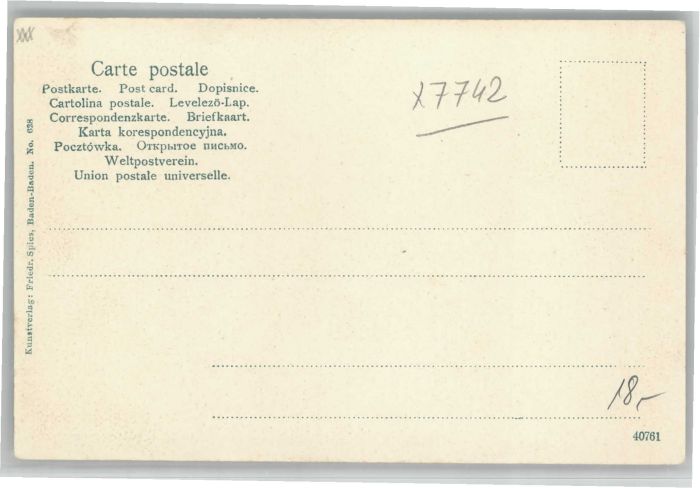 xxx
Carte postale
Postkarte. Post card. Dopisnice.
Cartolina postale. Levelező-Lap.
Correspondenzkarte. Briefkaart.
Karta korespondencyjna.
Pocztówka. Открытое письмо.
Weltpostverein.
Union postale universelle.
x7742
Kunstverlag: Friedr. Spies, Baden-Baden. No. 638
18,-
40761